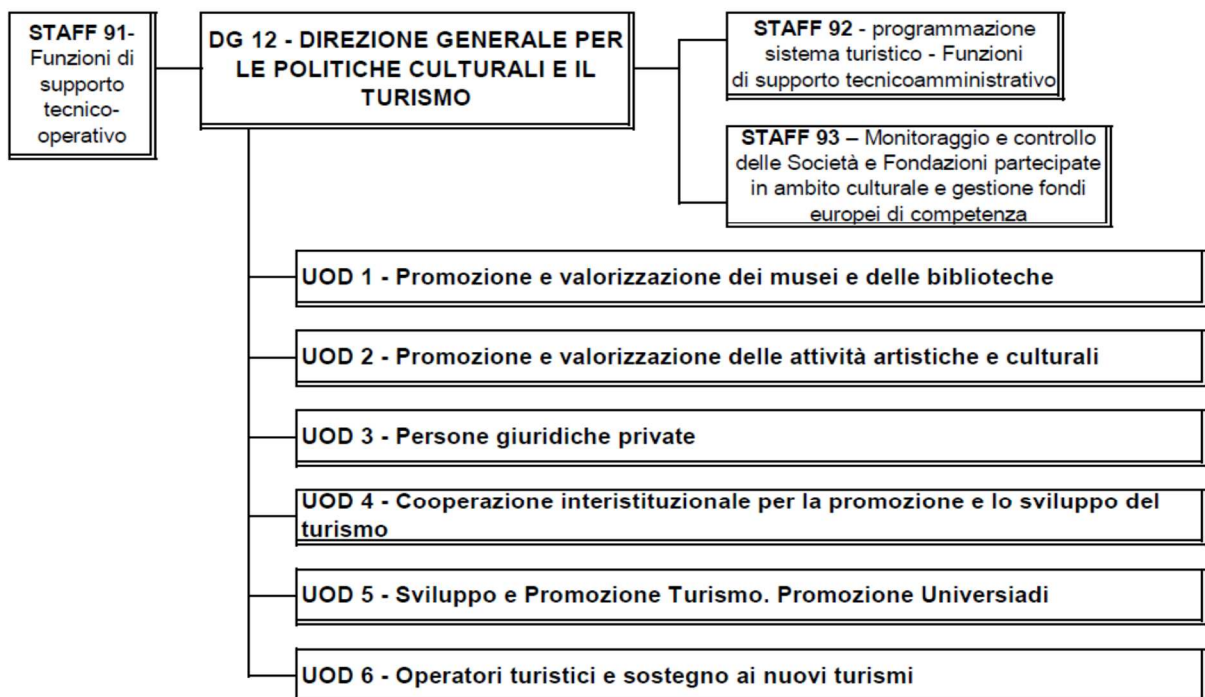 STAFF 91-
Funzioni di
supporto
tecnico-
operativo
DG 12 - DIREZIONE GENERALE PER
LE POLITICHE CULTURALI E IL
TURISMO
STAFF 92 - programmazione
sistema turistico - Funzioni
di supporto tecnicoamministrativo
STAFF 93 – Monitoraggio e controllo
delle Società e Fondazioni partecipate
in ambito culturale e gestione fondi
europei di competenza
UOD 1 - Promozione e valorizzazione dei musei e delle biblioteche
UOD 2 - Promozione e valorizzazione delle attività artistiche e culturali
UOD 3 - Persone giuridiche private
UOD 4 - Cooperazione interistituzionale per la promozione e lo sviluppo del
turismo
UOD 5 - Sviluppo e Promozione Turismo. Promozione Universiadi
UOD 6 - Operatori turistici e sostegno ai nuovi turismi